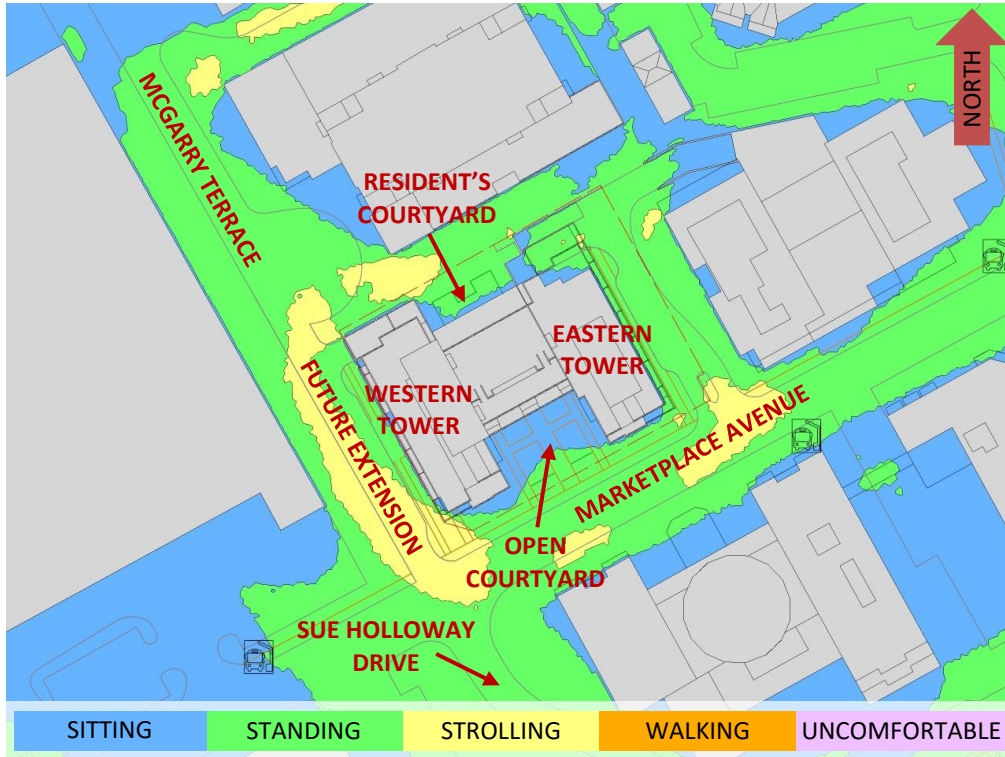 NORTH
MCGARRY TERRACE
RESIDENT'S
COURTYARD
EASTERN
TOWER
WESTERN
TOWER
FUTURE EXTENSION
MARKETPLACE AVENUE
OPEN
COURTYARD
SUE HOLLOWAY
DRIVE
SITTING
STANDING
STROLLING
WALKING
UNCOMFORTABLE